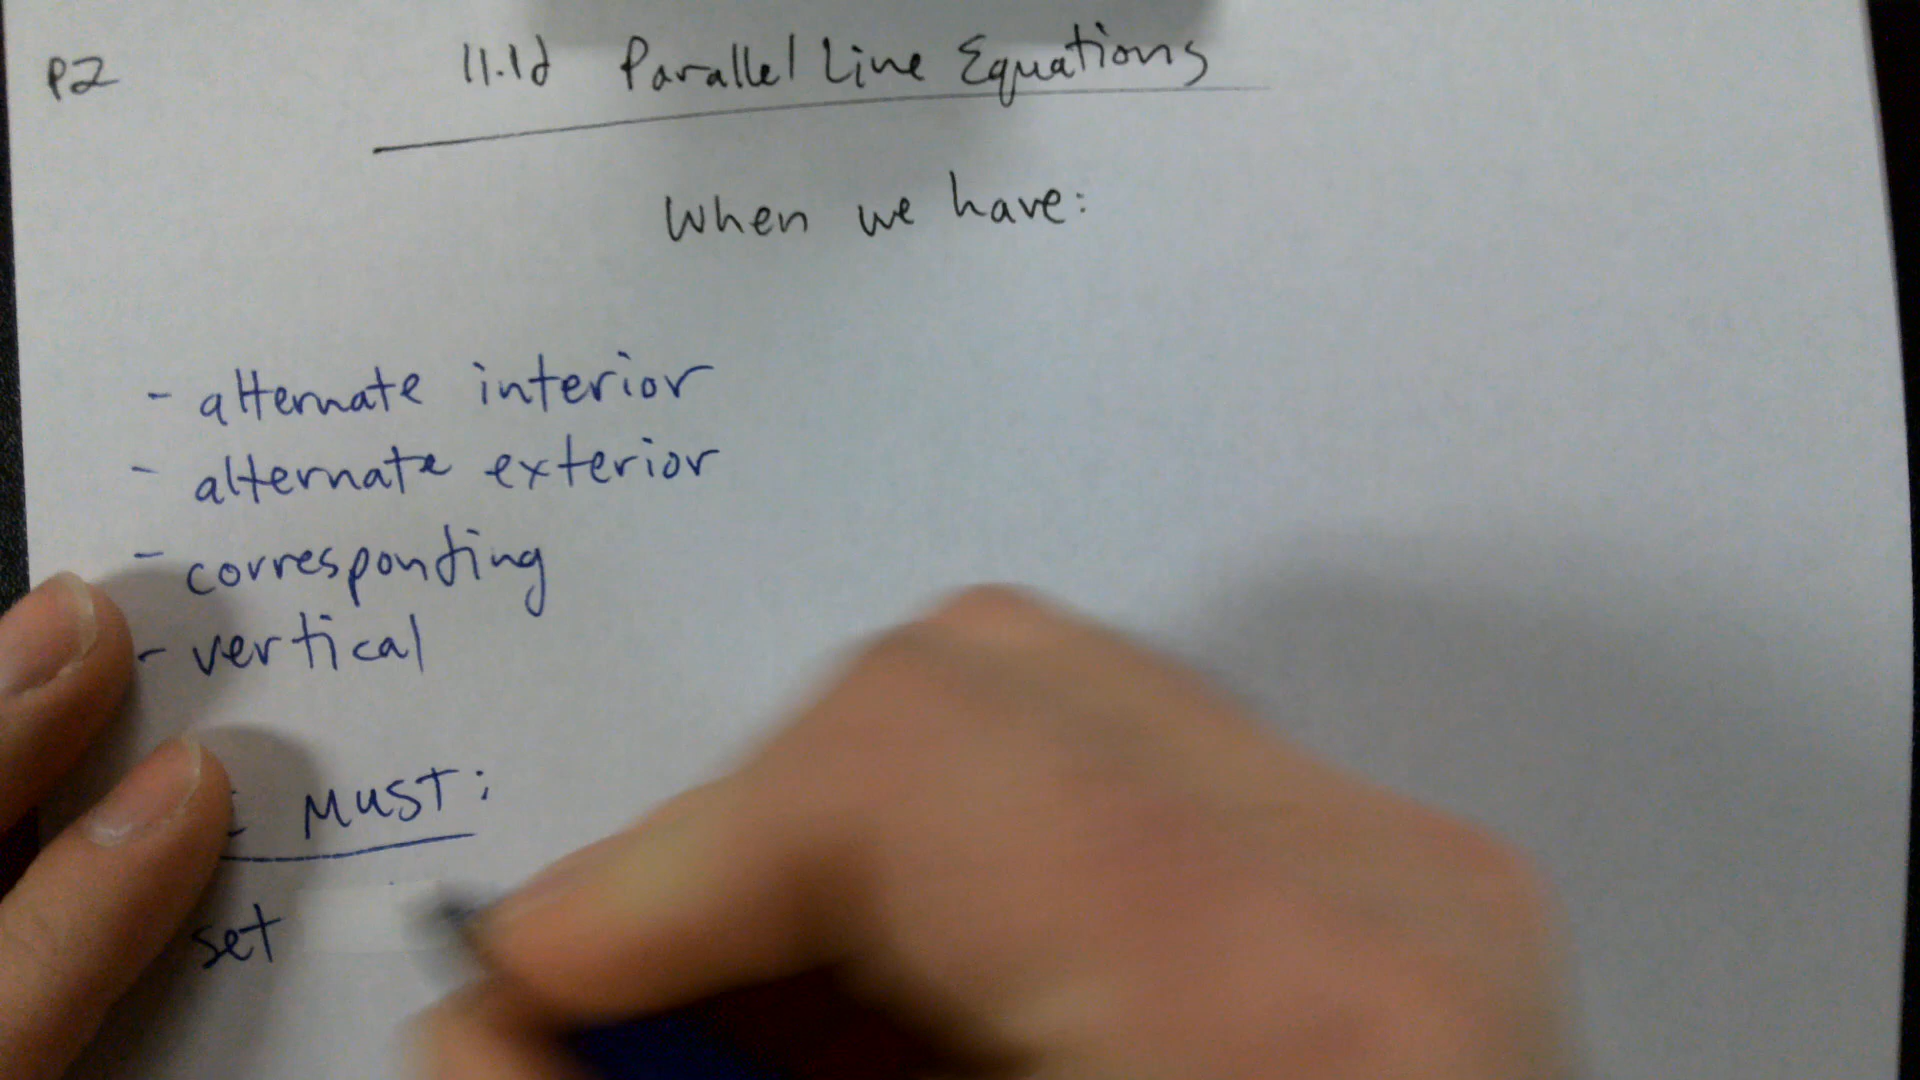 P2
11.1d Parallel Line Equations
When we have:
- alternate interior
- alternate exterior
- corresponding
- vertical
MUST:
set